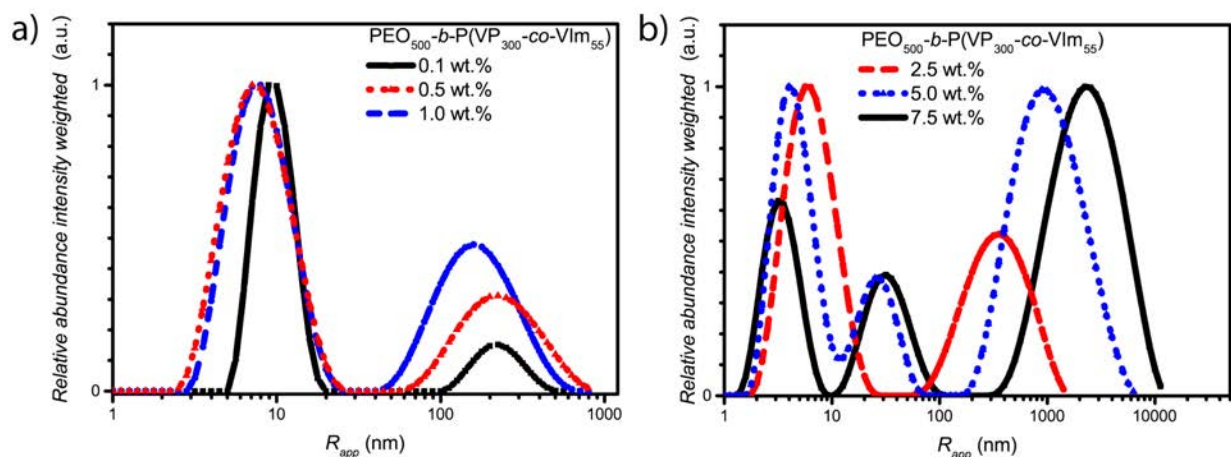 a)
PEO500-b-P(VP300-co-VIm55)
0.1 wt.%
0.5 wt.%
1.0 wt.%
Relative abundance intensity weighted (a.u.)
1
0
1 10 100 1000
Rapp (nm)
b)
PEO500-b-P(VP300-co-VIm55)
2.5 wt.%
5.0 wt.%
7.5 wt.%
Relative abundance intensity weighted (a.u.)
1
0
1 10 100 1000 10000
Rapp (nm)